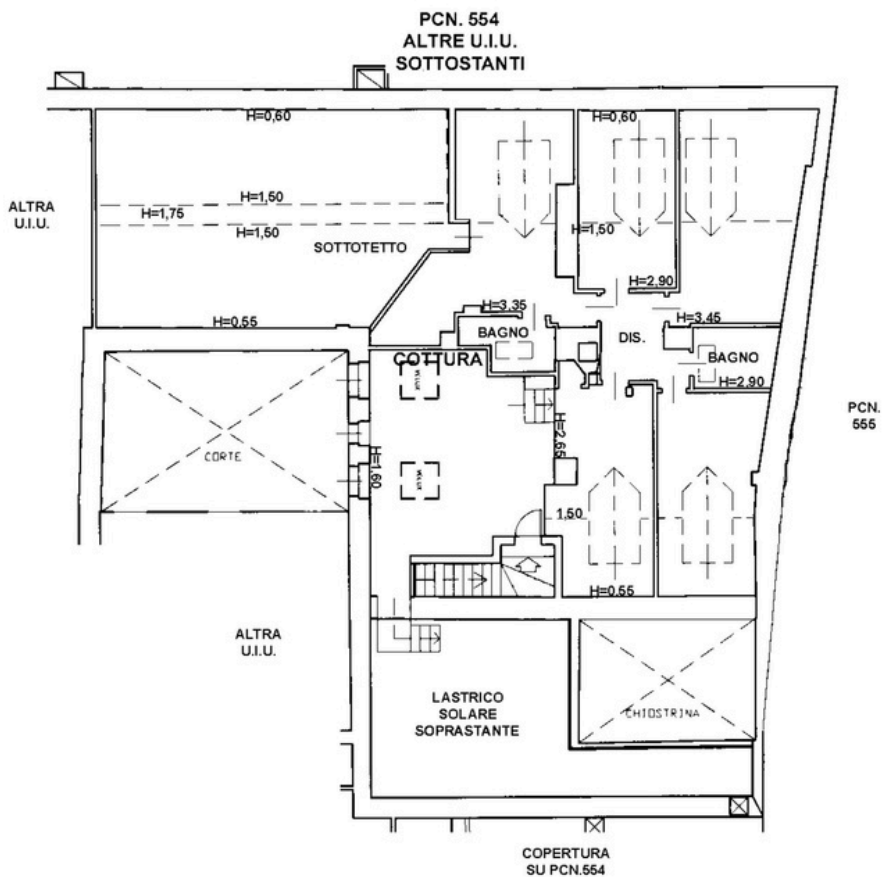 PCN. 554
ALTRE U.I.U.
SOTTOSTANTI
H=0,60
H=0,60
ALTRA
U.I.U.
H=1,50
H=1,75
H=1,50
H=1,50
SOTTOTETTO
H=2,90
H=3,35
H=3,45
H=0,55
BAGNO
DIS.
BAGNO
COTTURA
H=2,90
VELUX
PCN.
555
CORTE
H=1,60
H=2,65
VELUX
1,50
H=0,55
ALTRA
U.I.U.
LASTRICO
SOLARE
SOPRASTANTE
CHIOSTRINA
COPERTURA
SU PCN.554